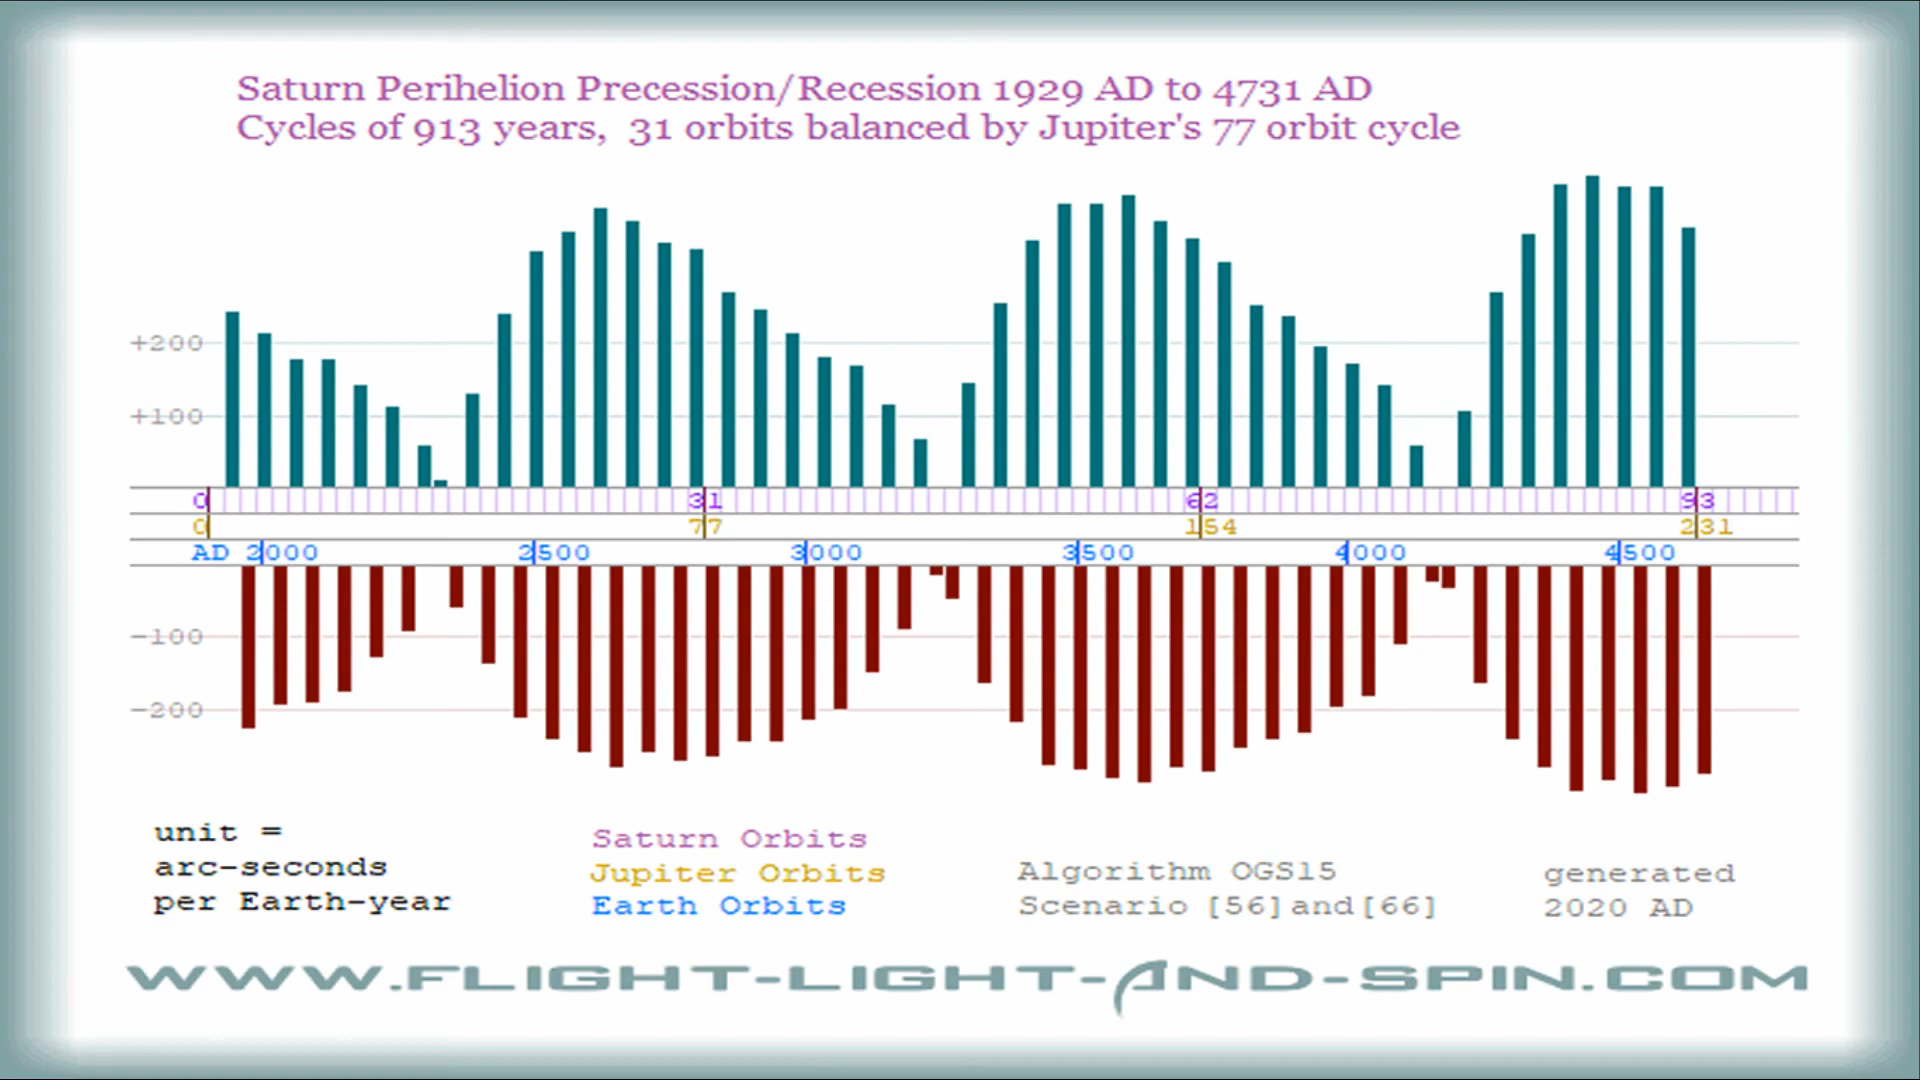 Saturn Perihelion Precession/Recession 1929 AD to 4731 AD
Cycles of 913 years, 31 orbits balanced by Jupiter's 77 orbit cycle
+200
+100
0 31 62 93
0 77 154 231
AD 2000 2500 3000 3500 4000 4500
-100
-200
unit =
arc-seconds
per Earth-year
Saturn Orbits
Jupiter Orbits
Earth Orbits
Algorithm OGS15
Scenario [56]and[66]
generated
2020 AD
WWW.FLIGHT-LIGHT-AND-SPIN.COM